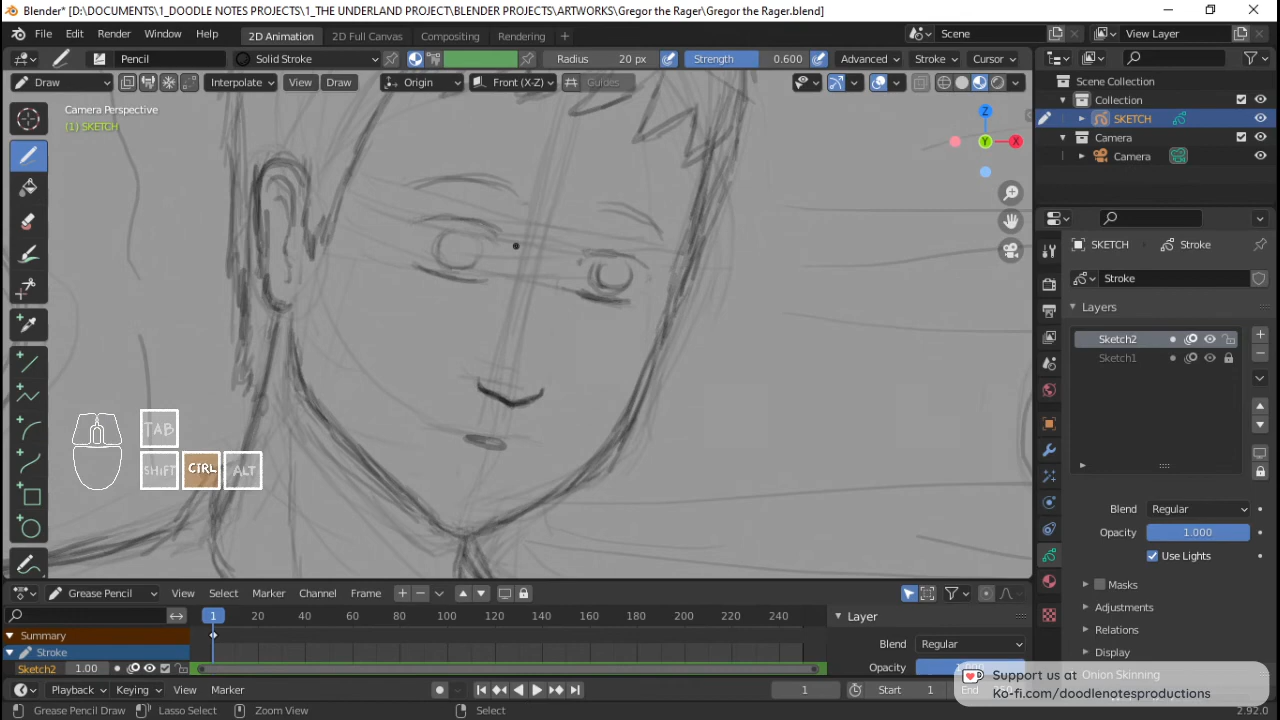 Blender* [D:\DOCUMENTS\1_DOODLE NOTES PROJECTS\1_THE UNDERLAND PROJECT\BLENDER PROJECTS\ARTWORKS\Gregor the Rager\Gregor the Rager.blend]
File Edit Render Window Help 2D Animation 2D Full Canvas Compositing Rendering + Scene View Layer
Pencil Solid Stroke Radius 20 px Strength 0.600 Advanced Stroke Cursor
Draw Interpolate View Draw Origin Front (X-Z) Guides
Scene Collection
Collection
SKETCH
Camera
Camera
Camera Perspective
(1) SKETCH
Z
Y
X
SKETCH Stroke
Stroke
Layers
Sketch2
Sketch1
TAB
SHIFT CTRL ALT
Blend Regular
Opacity 1.000
Use Lights
Masks
Adjustments
Relations
Display
Onion Skinning
Grease Pencil View Select Marker Channel Frame
1 20 40 60 80 100 120 140 160 180 200 220 240
Layer
Summary
Stroke
Sketch2 1.00
Blend Regular
Opacity 1.000
Support us at
Ko-fi.com/doodlenotesproductions
Playback Keying View Marker 1 Start 1 End
Grease Pencil Draw Lasso Select Zoom View Select 2.92.0